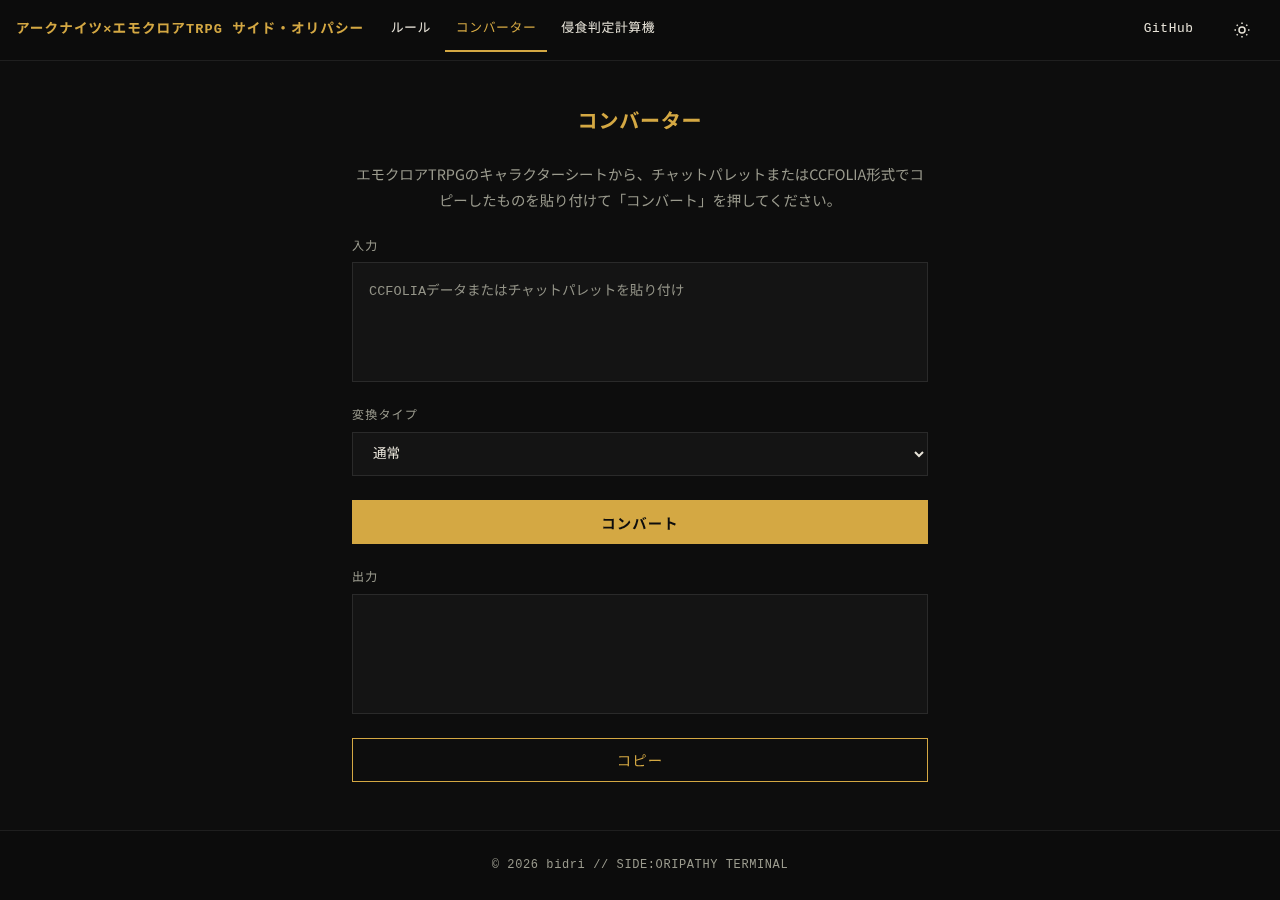 アークナイツ×エモクロアTRPG サイド・オリパシー ルール コンバーター 侵食判定計算機 GitHub
コンバーター
エモクロアTRPGのキャラクターシートから、チャットパレットまたはCCFOLIA形式でコ
ピーしたものを貼り付けて「コンバート」を押してください。
入力
CCFOLIAデータまたはチャットパレットを貼り付け
変換タイプ
通常
コンバート
出力
コピー
© 2026 bidri // SIDE:ORIPATHY TERMINAL